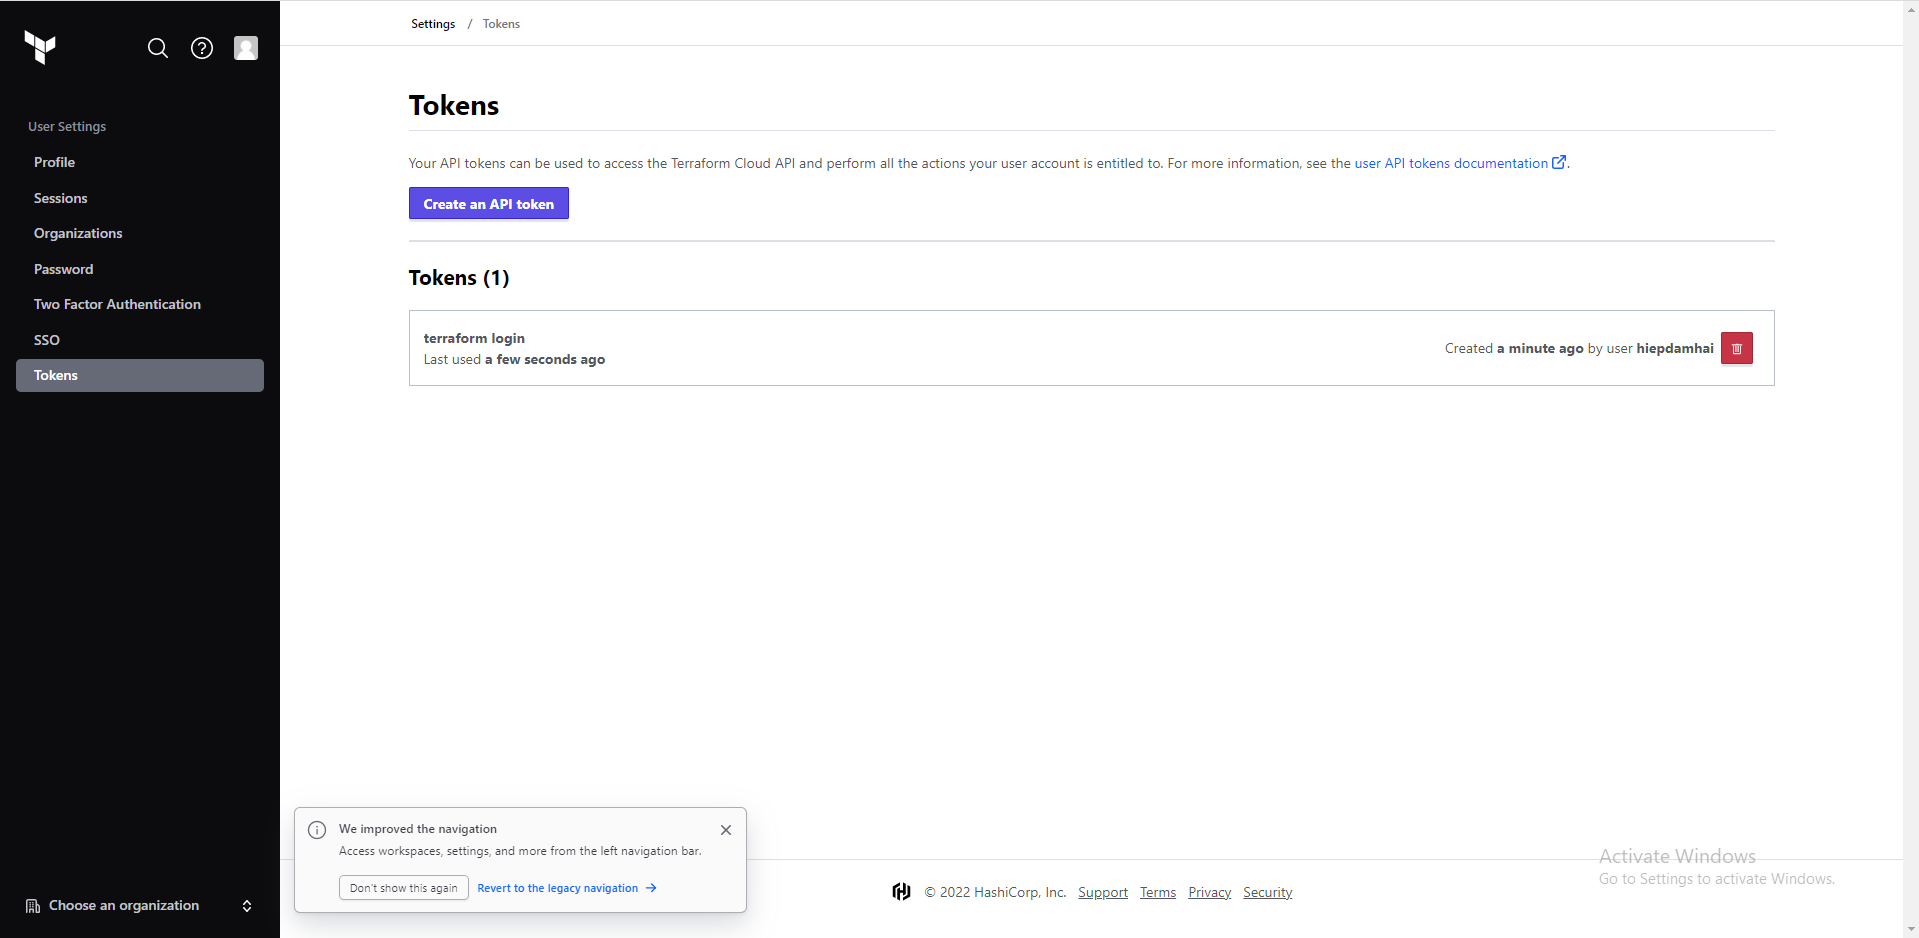 Settings / Tokens
User Settings
Profile
Sessions
Organizations
Password
Two Factor Authentication
SSO
Tokens
Choose an organization
Tokens
Your API tokens can be used to access the Terraform Cloud API and perform all the actions your user account is entitled to. For more information, see the user API tokens documentation.
Create an API token
Tokens (1)
terraform login
Last used a few seconds ago
Created a minute ago by user hiepdamhai
We improved the navigation
Access workspaces, settings, and more from the left navigation bar.
Don't show this again Revert to the legacy navigation
© 2022 HashiCorp, Inc. Support Terms Privacy Security
Activate Windows
Go to Settings to activate Windows.